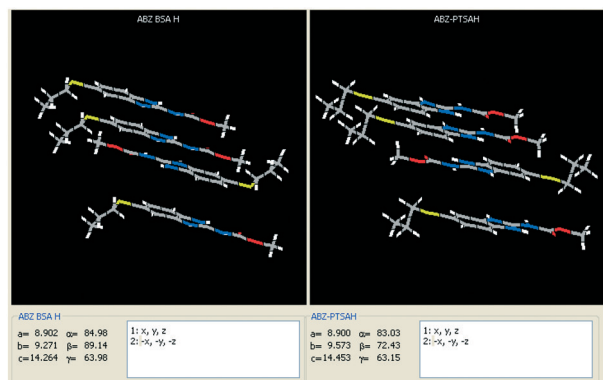 ABZ BSA H
ABZ-PTSAH
ABZ BSA H
a= 8.902 α= 84.98
b= 9.271 β= 89.14
c=14.264 γ= 63.98
1: x, y, z
2: -x, -y, -z
ABZ-PTSAH
a= 8.900 α= 83.03
b= 9.573 β= 72.43
c=14.453 γ= 63.15
1: x, y, z
2: -x, -y, -z